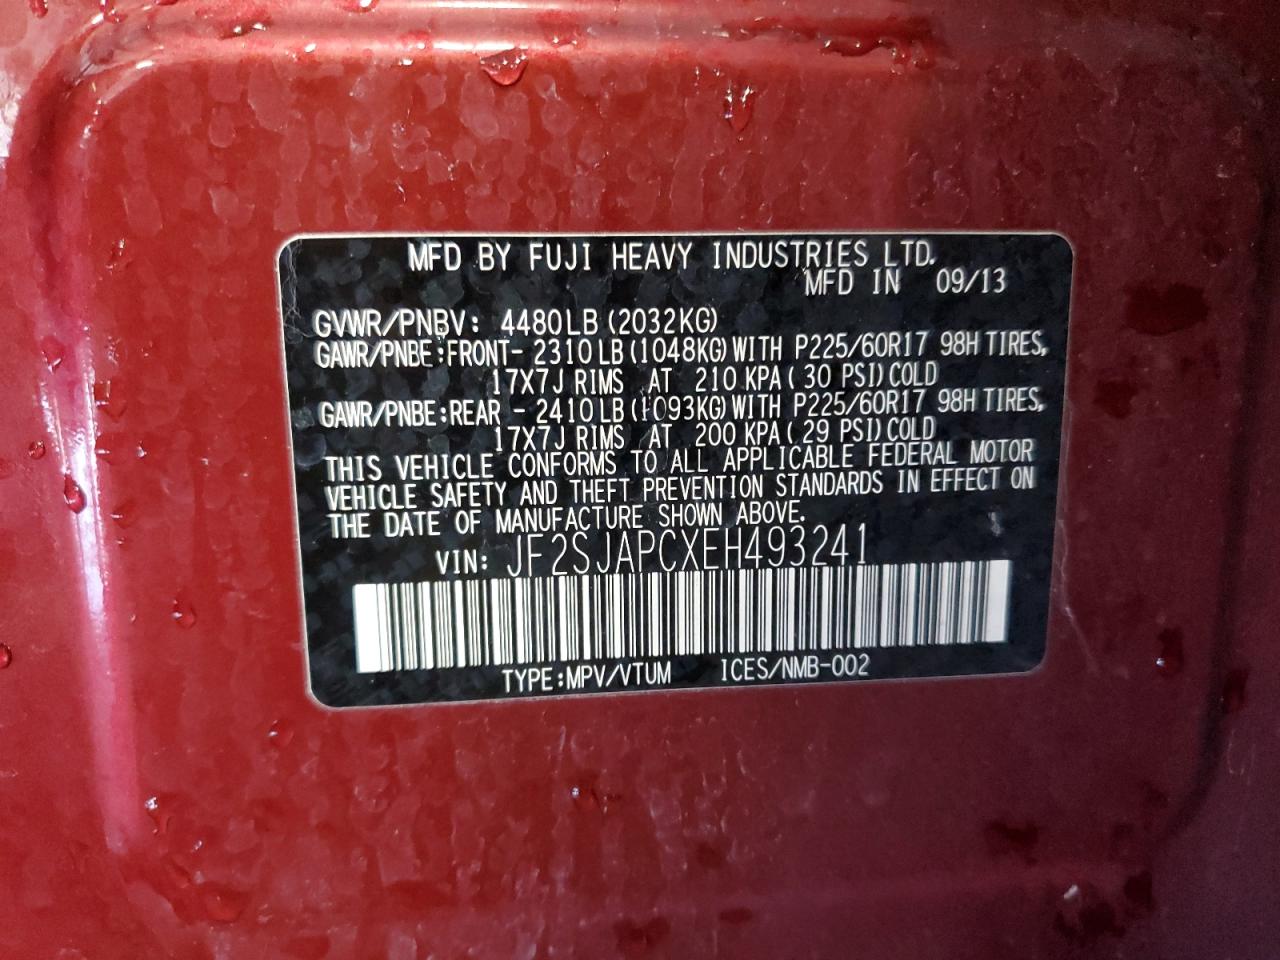 MFD BY FUJI HEAVY INDUSTRIES LTD.
MFD IN 09/13
GVWR/PNBV: 4480LB (2032KG)
GAWR/PNBE:FRONT- 2310LB(1048KG)WITH P225/60R17 98H TIRES,
17X7J RIMS AT 210 KPA( 30 PSI)COLD
GAWR/PNBE:REAR - 2410LB(1093KG)WITH P225/60R17 98H TIRES,
17X7J RIMS AT 200 KPA( 29 PSI)COLD
THIS VEHICLE CONFORMS TO ALL APPLICABLE FEDERAL MOTOR
VEHICLE SAFETY AND THEFT PREVENTION STANDARDS IN EFFECT ON
THE DATE OF MANUFACTURE SHOWN ABOVE.
VIN: JF2SJAPCXEH493241
TYPE:MPV/VTUM ICES/NMB-002